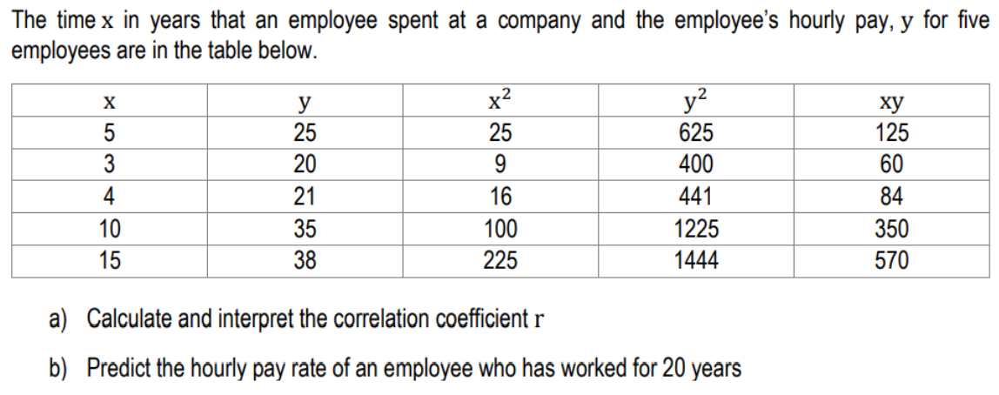 The time x in years that an employee spent at a company and the employee's hourly pay, y for five
employees are in the table below.
x y x² y² xy
5 25 25 625 125
3 20 9 400 60
4 21 16 441 84
10 35 100 1225 350
15 38 225 1444 570
a) Calculate and interpret the correlation coefficient r
b) Predict the hourly pay rate of an employee who has worked for 20 years